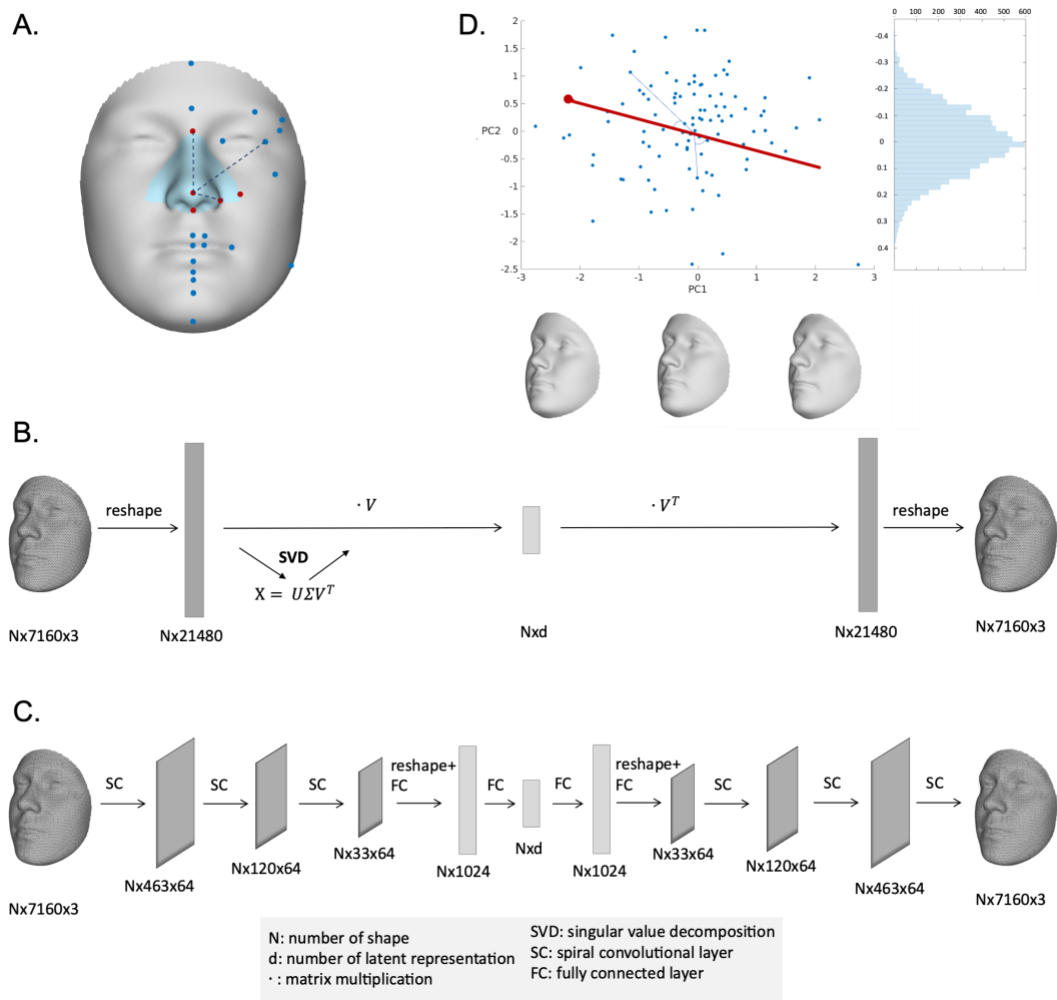 A.
D.
2
1.5
1
0.5
0
-0.5
-1
-1.5
-2
-2.5
PC2
-3
-2
-1
0
1
2
3
PC1
0 100 200 300 400 500 600
-0.4
-0.3
-0.2
-0.1
0
0.1
0.2
0.3
0.4
B.
reshape
· V
· Vᵀ
reshape
SVD
X = UΣVᵀ
Nx7160x3
Nx21480
Nxd
Nx21480
Nx7160x3
C.
SC
SC
SC
reshape+
FC
FC
FC
reshape+
FC
SC
SC
SC
Nx7160x3
Nx463x64
Nx120x64
Nx33x64
Nx1024
Nxd
Nx1024
Nx33x64
Nx120x64
Nx463x64
Nx7160x3
N: number of shape
d: number of latent representation
· : matrix multiplication
SVD: singular value decomposition
SC: spiral convolutional layer
FC: fully connected layer